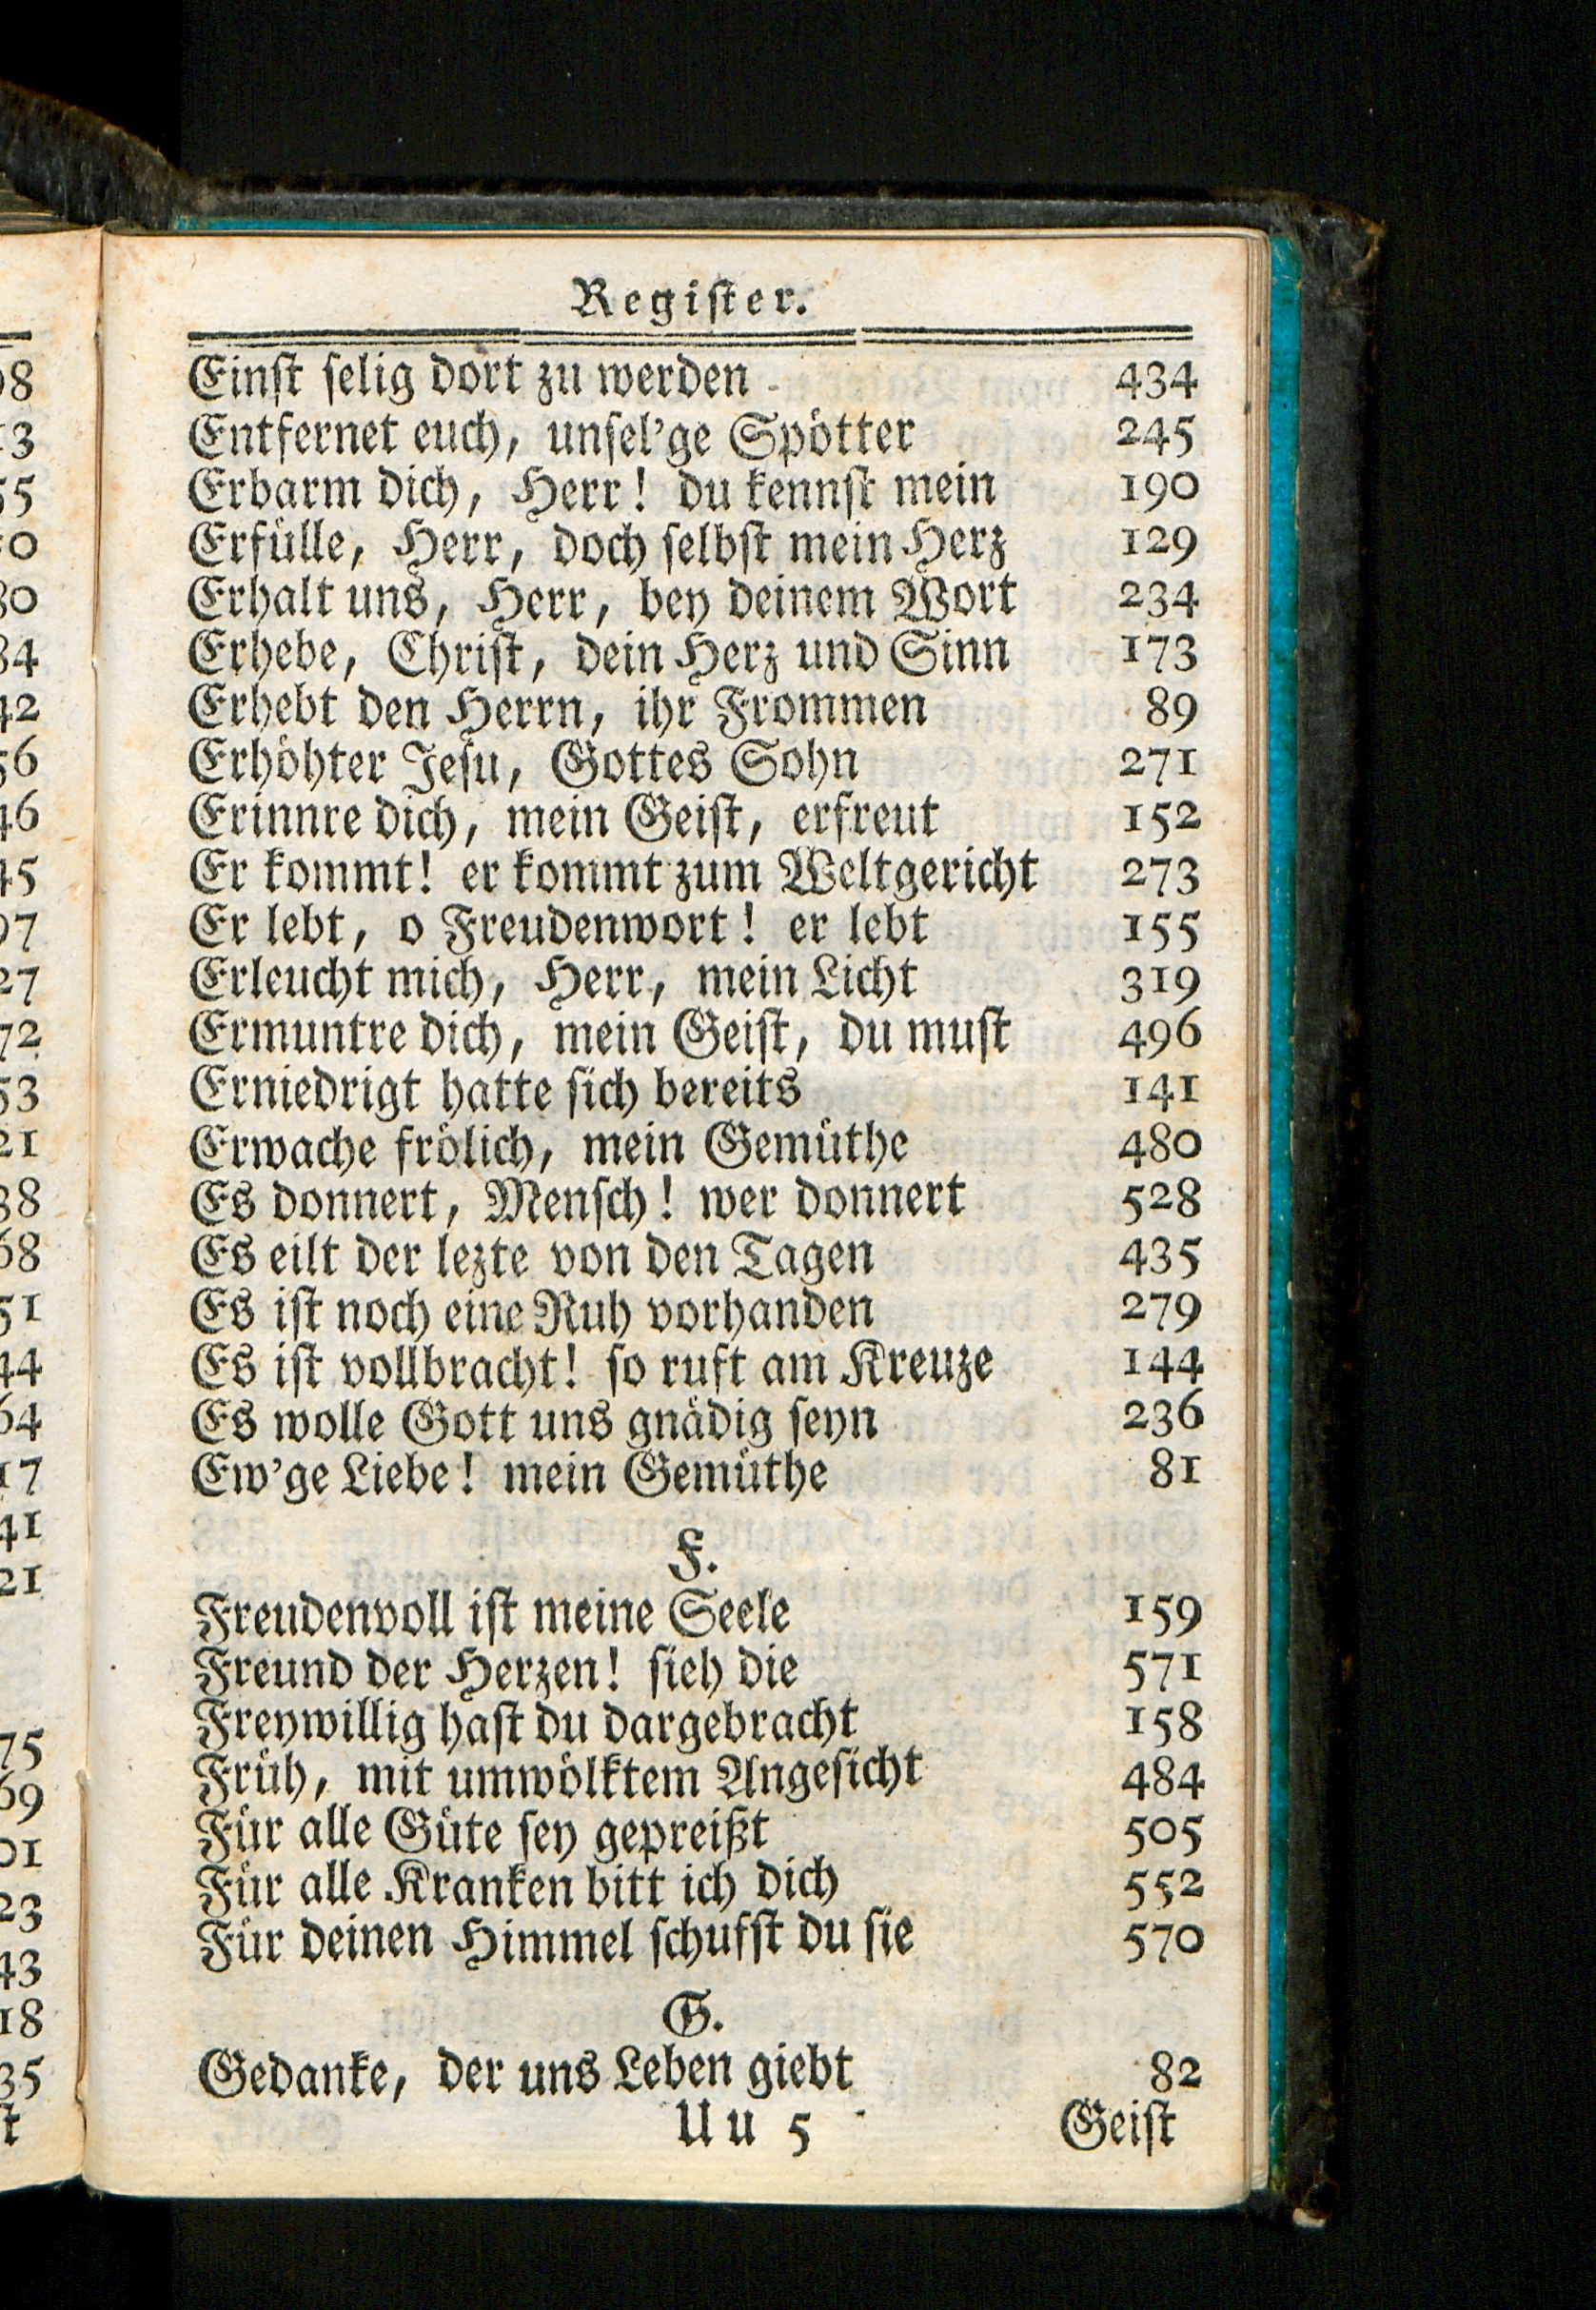 Register.
Einst selig dort zu werden 434
Entfernet euch, unsel'ge Spötter 245
Erbarm dich, Herr! du kennst mein 190
Erfülle, Herr, doch selbst mein Herz 129
Erhalt uns, Herr, bey deinem Wort 234
Erhebe, Christ, dein Herz und Sinn 173
Erhebt den Herrn, ihr Frommen 89
Erhöhter Jesu, Gottes Sohn 271
Erinnre dich, mein Geist, erfreut 152
Er kommt! er kommt zum Weltgericht 273
Er lebt, o Freudenwort! er lebt 155
Erleucht mich, Herr, mein Licht 319
Ermuntre dich, mein Geist, du must 496
Erniedrigt hatte sich bereits 141
Erwache frölich, mein Gemüthe 480
Es donnert, Mensch! wer donnert 528
Es eilt der lezte von den Tagen 435
Es ist noch eine Ruh vorhanden 279
Es ist vollbracht! so ruft am Kreuze 144
Es wolle Gott uns gnädig seyn 236
Ew'ge Liebe! mein Gemüthe 81
F.
Freudenvoll ist meine Seele 159
Freund der Herzen! sieh die 571
Freywillig hast du dargebracht 158
Früh, mit umwölktem Angesicht 484
Für alle Güte sey gepreißt 505
Für alle Kranken bitt ich dich 552
Für deinen Himmel schufst du sie 570
G.
Gedanke, der uns Leben giebt 82
Uu 5 Geist